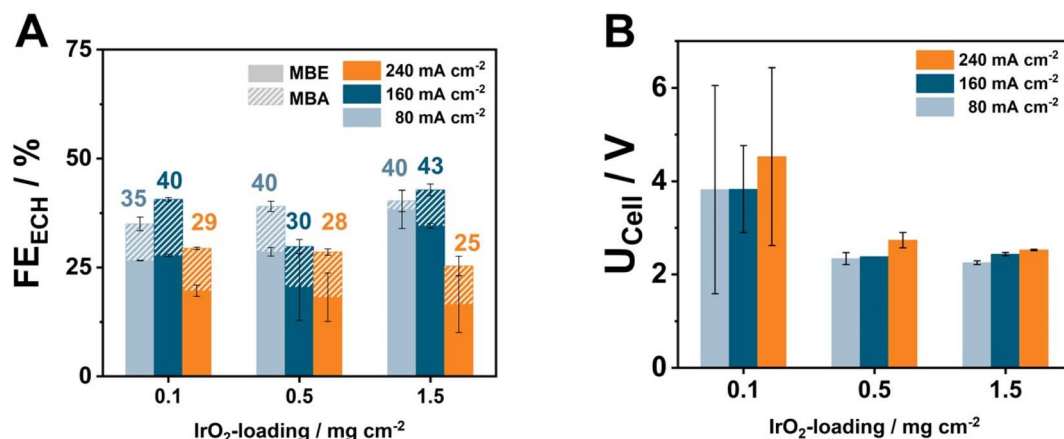 A
FE_ECH / %
75
50
25
0
MBE
MBA
240 mA cm⁻²
160 mA cm⁻²
80 mA cm⁻²
35
40
29
40
30
28
40
43
25
0.1
0.5
1.5
IrO₂-loading / mg cm⁻²
B
U_Cell / V
6
4
2
0
240 mA cm⁻²
160 mA cm⁻²
80 mA cm⁻²
0.1
0.5
1.5
IrO₂-loading / mg cm⁻²